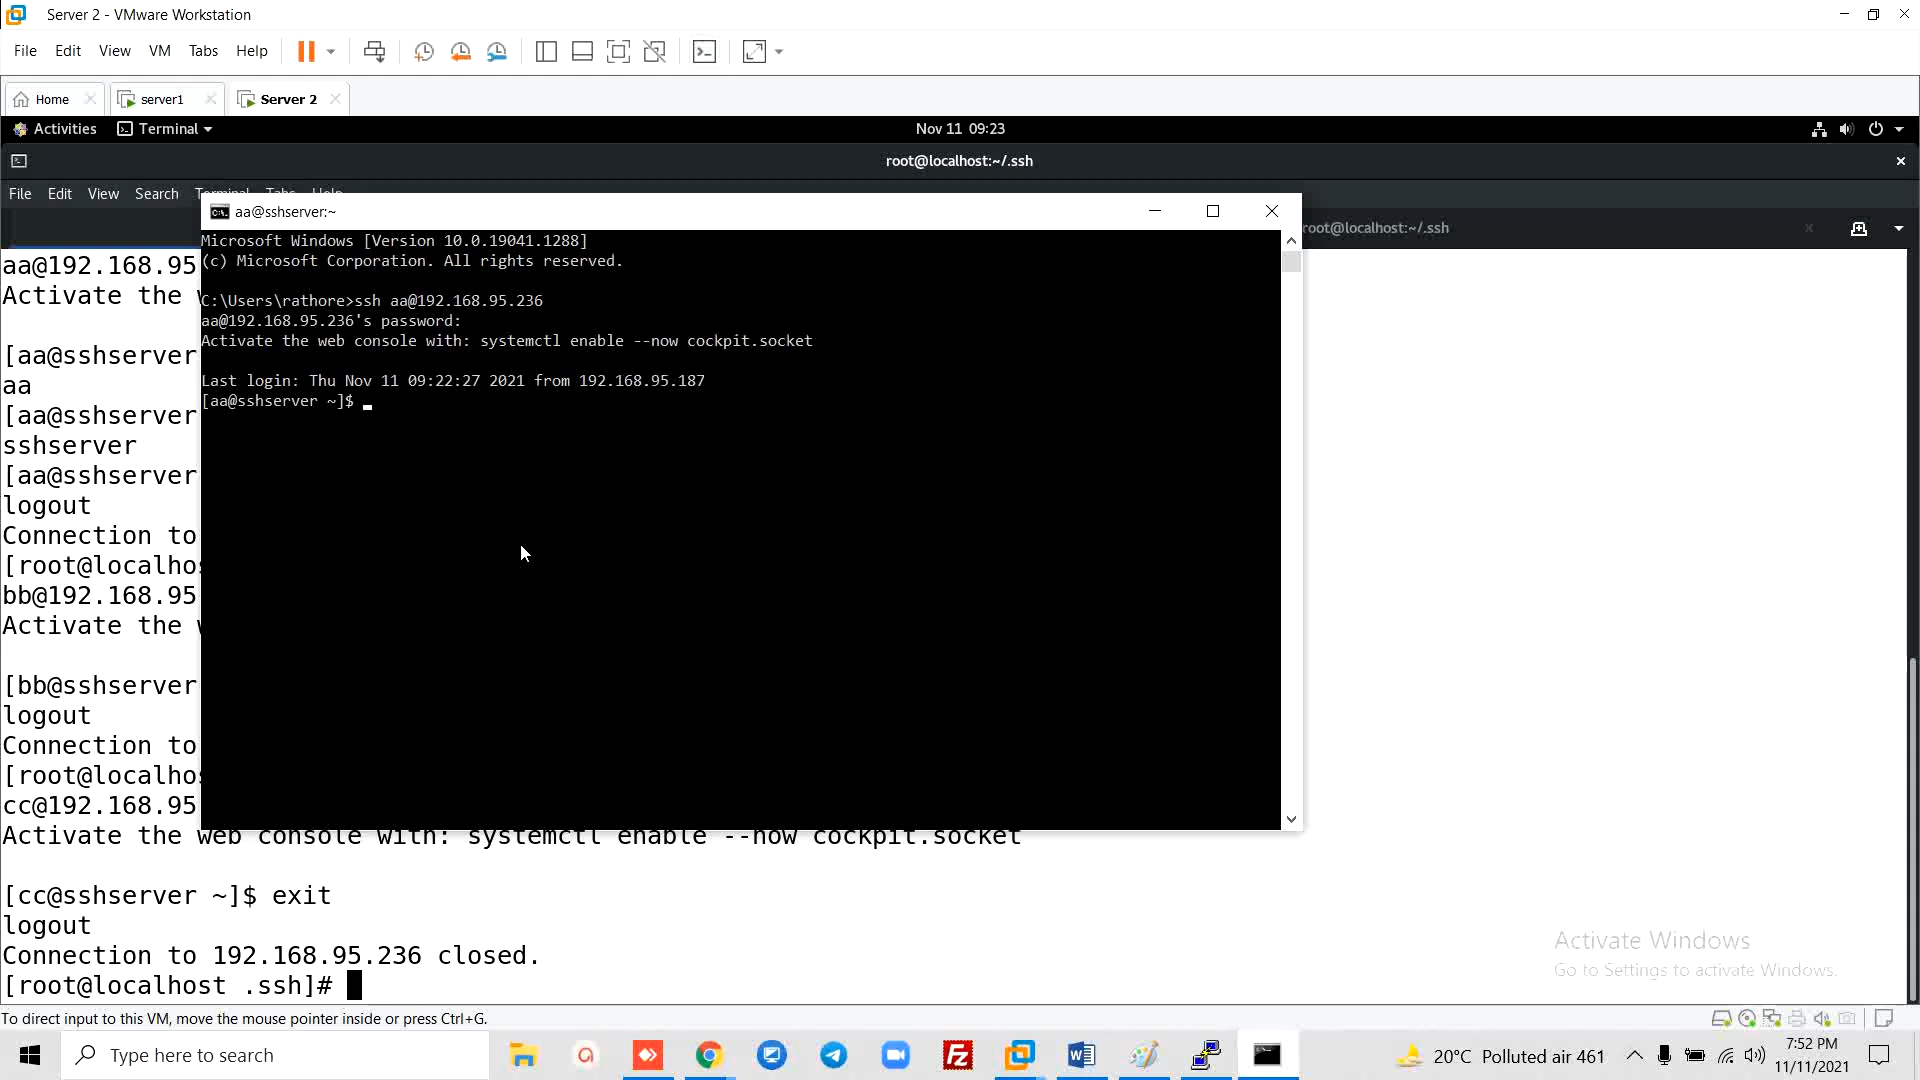 Server 2 - VMware Workstation
File Edit View VM Tabs Help
Home server1 Server 2
Activities Terminal Nov 11 09:23
root@localhost:~/.ssh
File Edit View Search Terminal Tabs Help
root@localhost:~/.ssh
aa@sshserver:~
Microsoft Windows [Version 10.0.19041.1288]
(c) Microsoft Corporation. All rights reserved.
C:\Users\rathore>ssh aa@192.168.95.236
aa@192.168.95.236's password:
Activate the web console with: systemctl enable --now cockpit.socket
Last login: Thu Nov 11 09:22:27 2021 from 192.168.95.187
[aa@sshserver ~]$
aa@192.168.95
Activate the
[aa@sshserver
aa
[aa@sshserver
sshserver
[aa@sshserver
logout
Connection to
[root@localhos
bb@192.168.95
Activate the
[bb@sshserver
logout
Connection to
[root@localhos
cc@192.168.95
Activate the web console with: systemctl enable --now cockpit.socket
[cc@sshserver ~]$ exit
logout
Connection to 192.168.95.236 closed.
[root@localhost .ssh]#
Activate Windows
Go to Settings to activate Windows.
To direct input to this VM, move the mouse pointer inside or press Ctrl+G.
Type here to search
20°C Polluted air 461
7:52 PM
11/11/2021